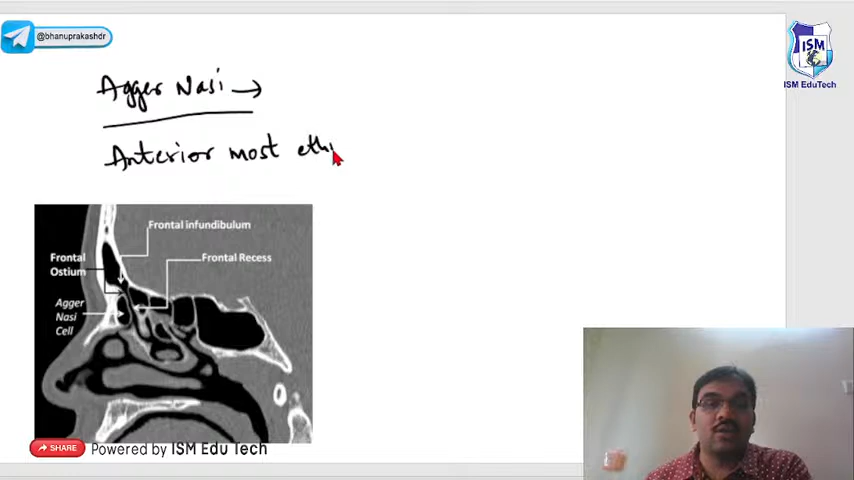 @bhanuprakashdr
ISM
ISM EduTech
Agger Nasi →
Anterior most eth
Frontal infundibulum
Frontal Ostium
Frontal Recess
Agger
Nasi
Cell
SHARE
Powered by ISM Edu Tech